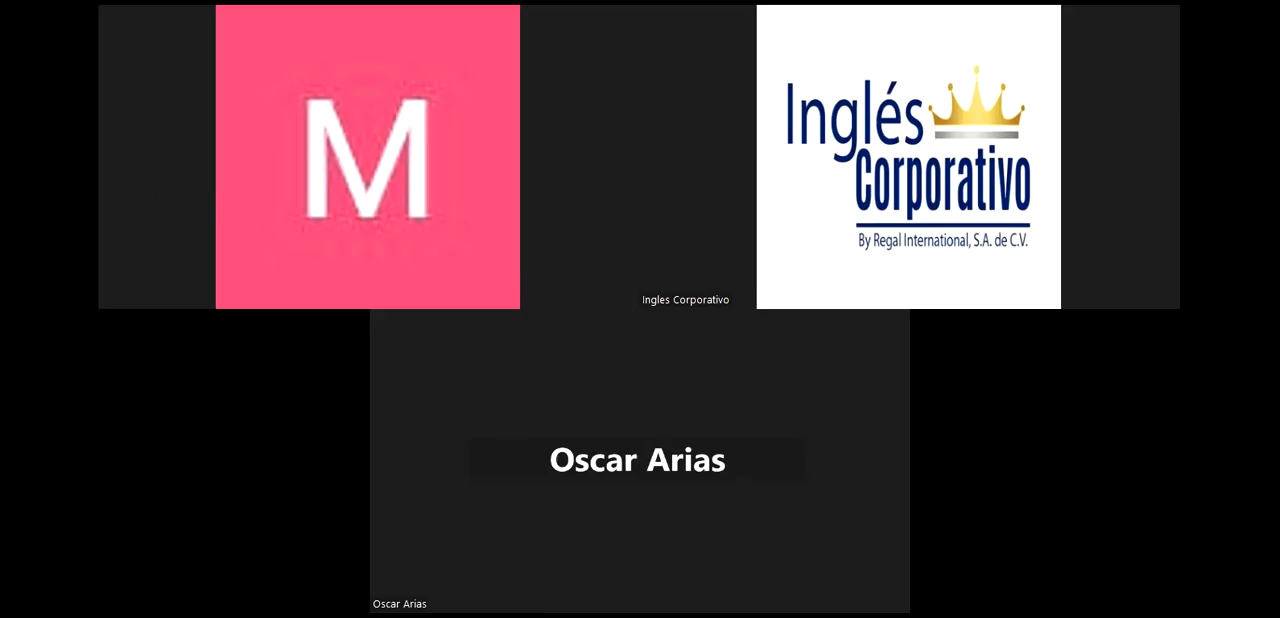 M
Inglés
Corporativo
By Regal International, S.A. de C.V.
Ingles Corporativo
Oscar Arias
Oscar Arias